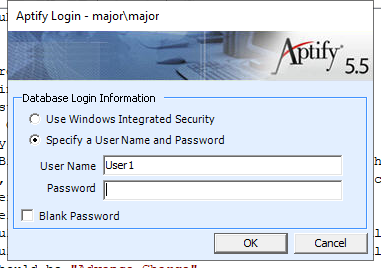 Aptify Login - major\major
Aptify®
5.5
Database Login Information
Use Windows Integrated Security
Specify a User Name and Password
User Name User1
Password
Blank Password
OK Cancel
should be "Advance Change"